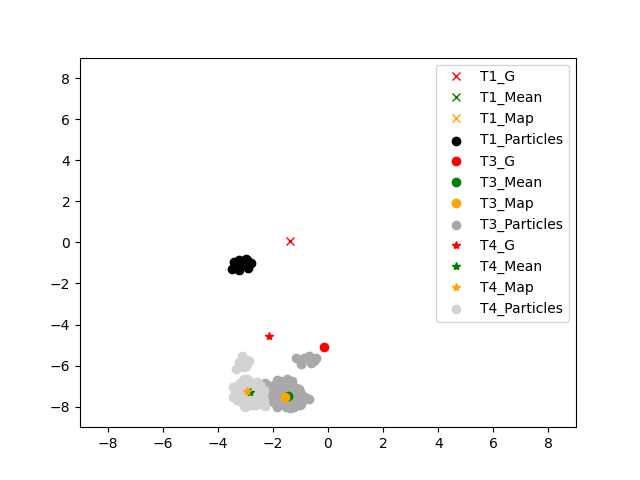 8
6
4
2
0
−2
−4
−6
−8
−8
−6
−4
−2
0
2
4
6
8
T1_G
T1_Mean
T1_Map
T1_Particles
T3_G
T3_Mean
T3_Map
T3_Particles
T4_G
T4_Mean
T4_Map
T4_Particles